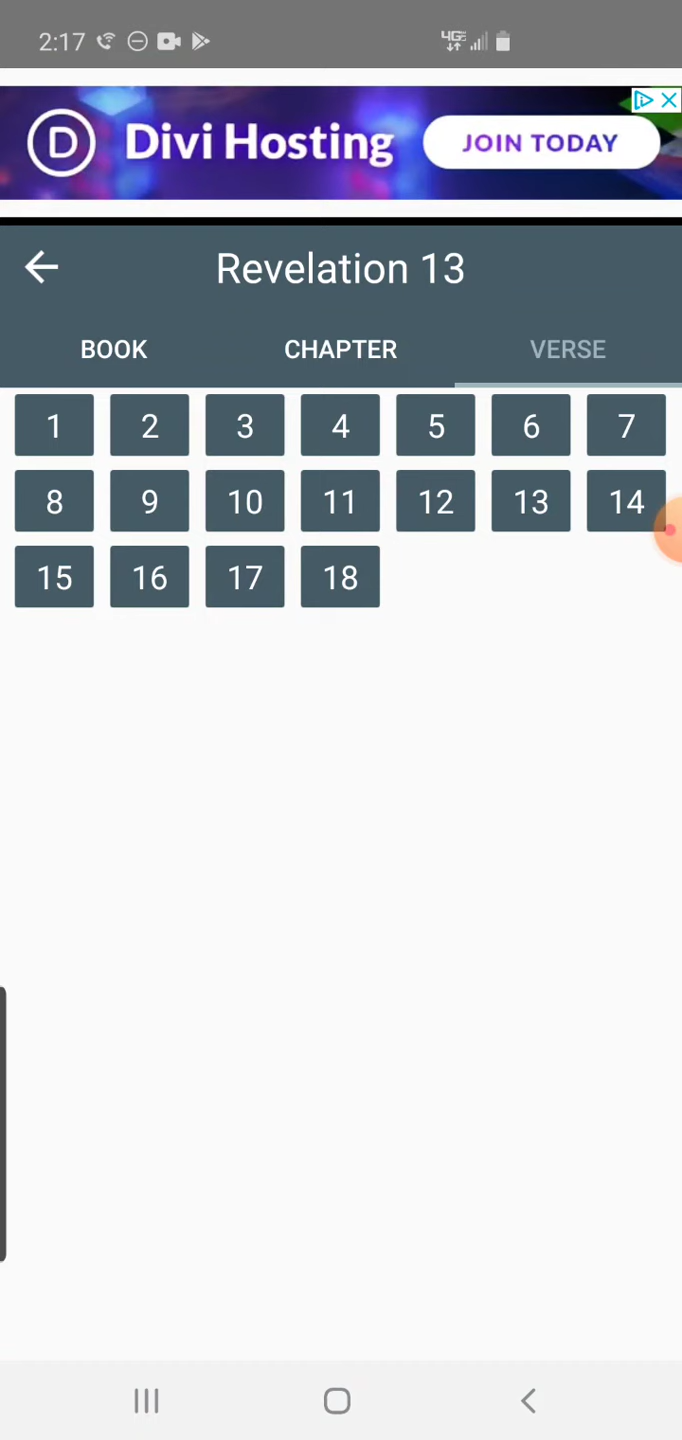 2:17 4GE
D Divi Hosting JOIN TODAY
Revelation 13
BOOK CHAPTER VERSE
1 2 3 4 5 6 7
8 9 10 11 12 13 14
15 16 17 18